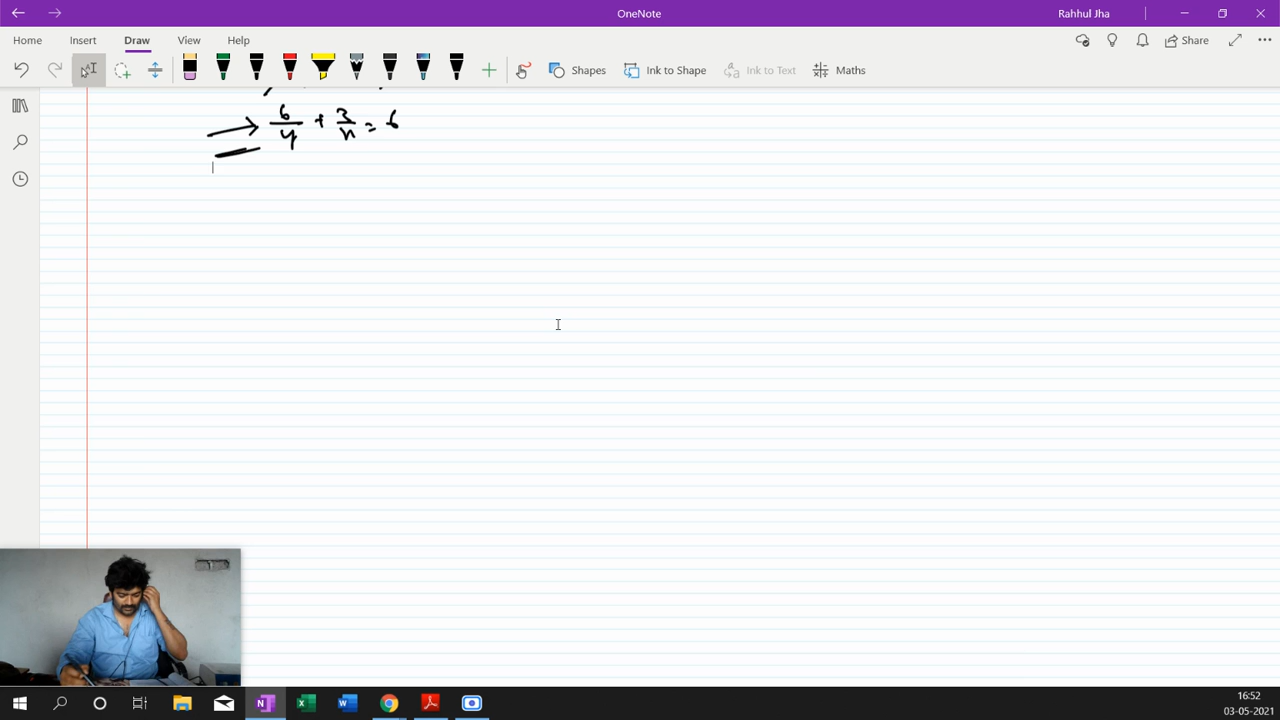 OneNote
Rahhul Jha
Home Insert Draw View Help
Share
Shapes Ink to Shape Ink to Text Maths
6/y + 3/x = 6
16:52
03-05-2021